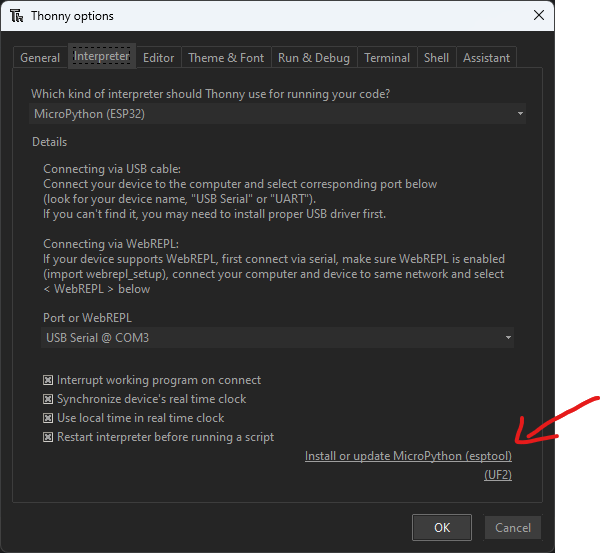 Thonny options
General Interpreter Editor Theme & Font Run & Debug Terminal Shell Assistant
Which kind of interpreter should Thonny use for running your code?
MicroPython (ESP32)
Details
Connecting via USB cable:
Connect your device to the computer and select corresponding port below
(look for your device name, "USB Serial" or "UART").
If you can't find it, you may need to install proper USB driver first.
Connecting via WebREPL:
If your device supports WebREPL, first connect via serial, make sure WebREPL is enabled
(import webrepl_setup), connect your computer and device to same network and select
< WebREPL > below
Port or WebREPL
USB Serial @ COM3
Interrupt working program on connect
Synchronize device's real time clock
Use local time in real time clock
Restart interpreter before running a script
Install or update MicroPython (esptool)
(UF2)
OK Cancel